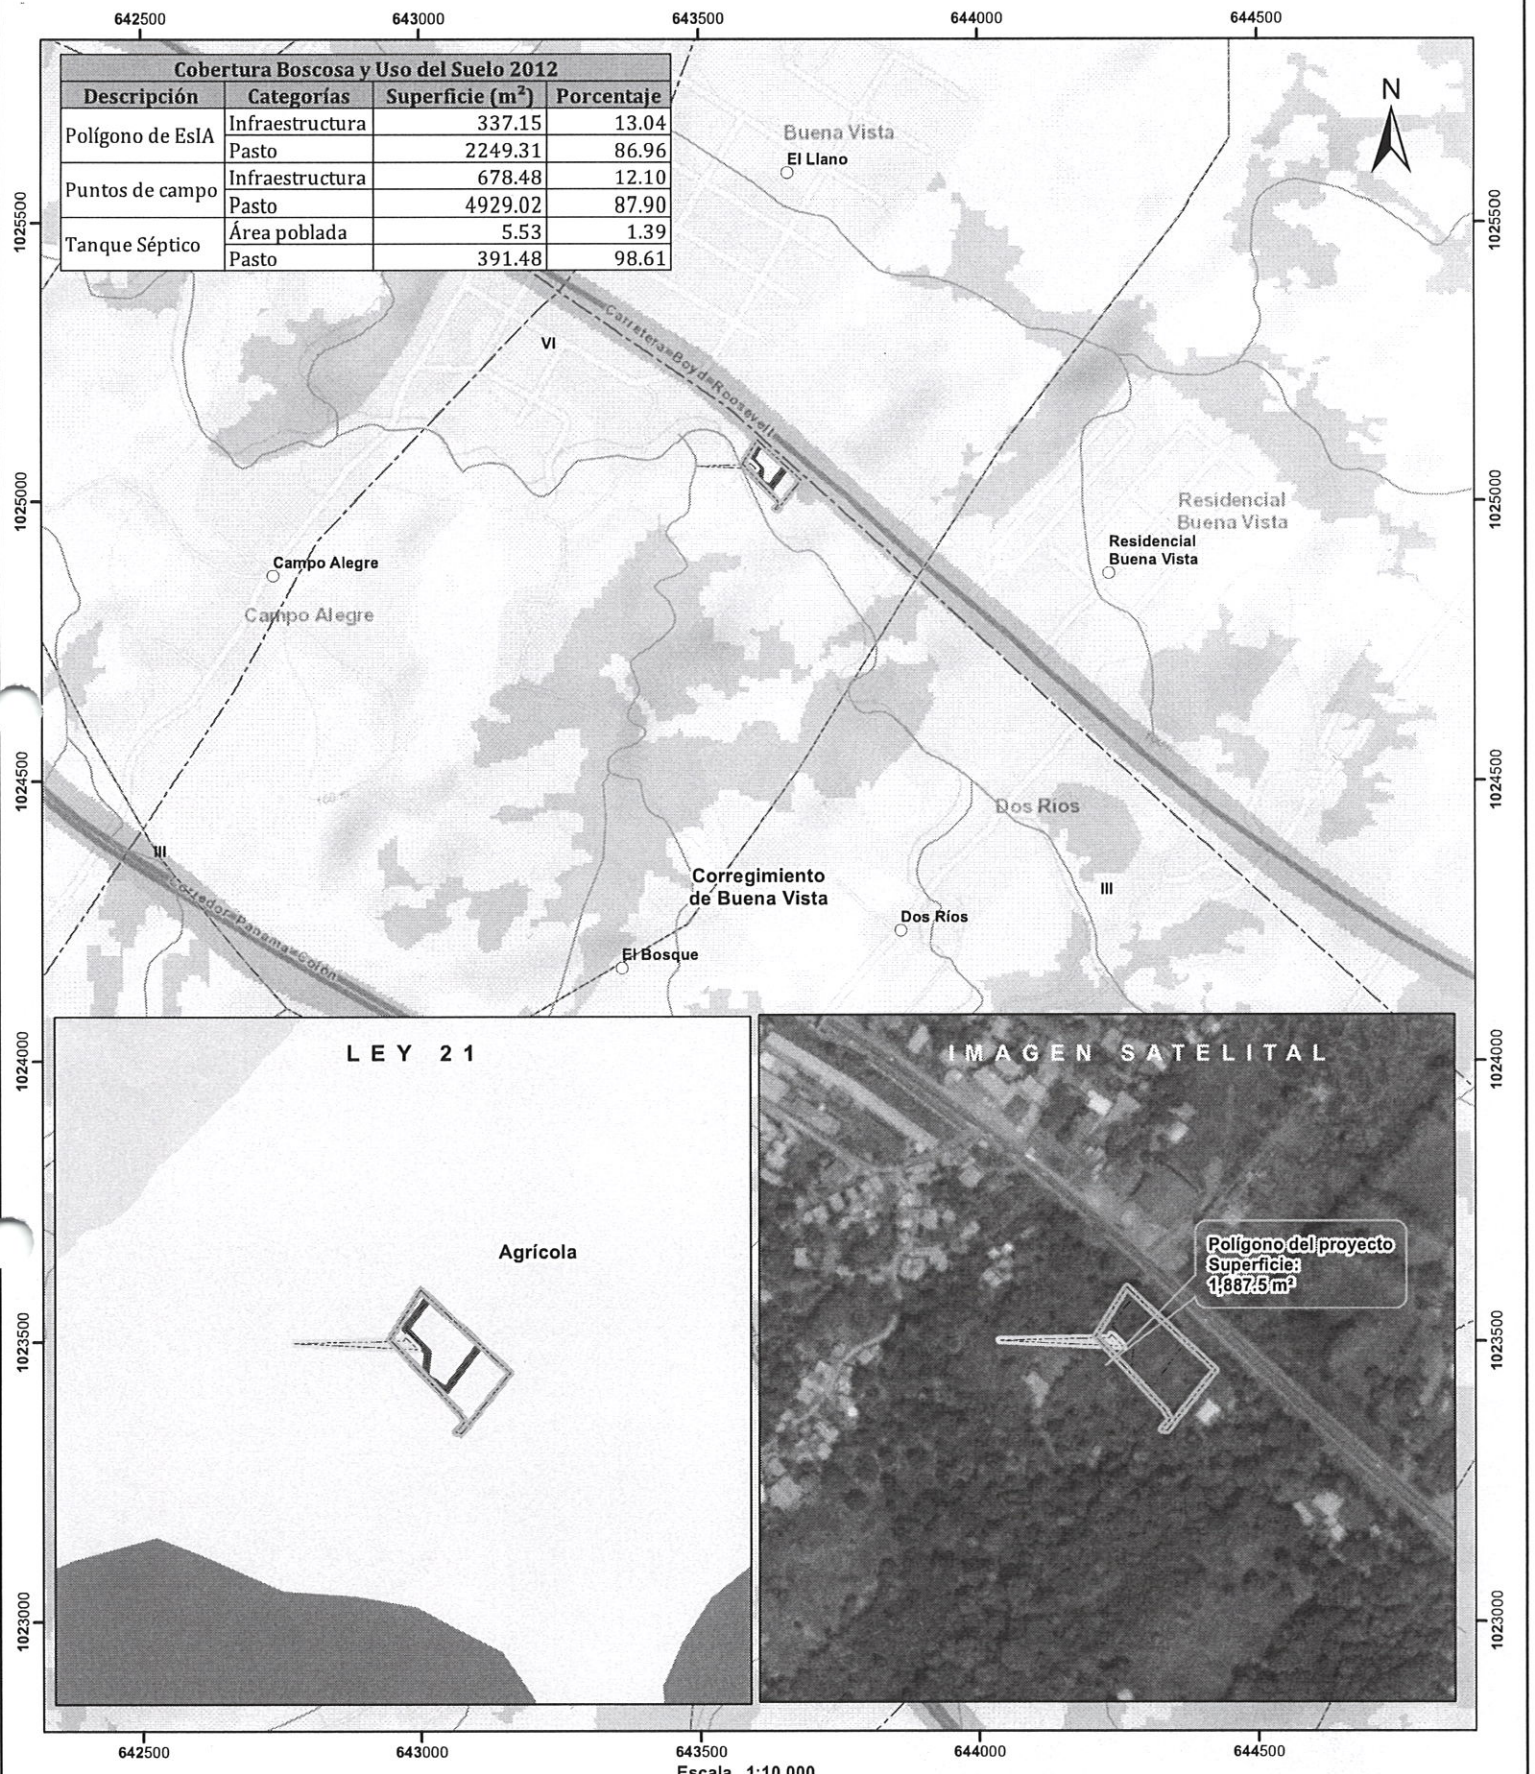 642500 643000 643500 644000 644500
Cobertura Boscosa y Uso del Suelo 2012
Descripción Categorías Superficie (m²) Porcentaje
Polígono de EsIA Infraestructura 337.15 13.04
Pasto 2249.31 86.96
Puntos de campo Infraestructura 678.48 12.10
Pasto 4929.02 87.90
Tanque Séptico Área poblada 5.53 1.39
Pasto 391.48 98.61
N
Buena Vista
El Llano
1025500
1025500
Carretera Boyd Roosevelt
VI
1025000
1025000
Residencial
Buena Vista
Residencial
Buena Vista
Campo Alegre
Campo Alegre
1024500
1024500
Dos Ríos
III
Corregimiento
de Buena Vista
III
Corredor Panamá Colón
Dos Ríos
El Bosque
1024000
1024000
LEY 21
IMAGEN SATELITAL
Agrícola
Polígono del proyecto
Superficie:
1,887.5 m²
1023500
1023500
1023000
1023000
642500 643000 643500 644000 644500
Escala 1:10,000